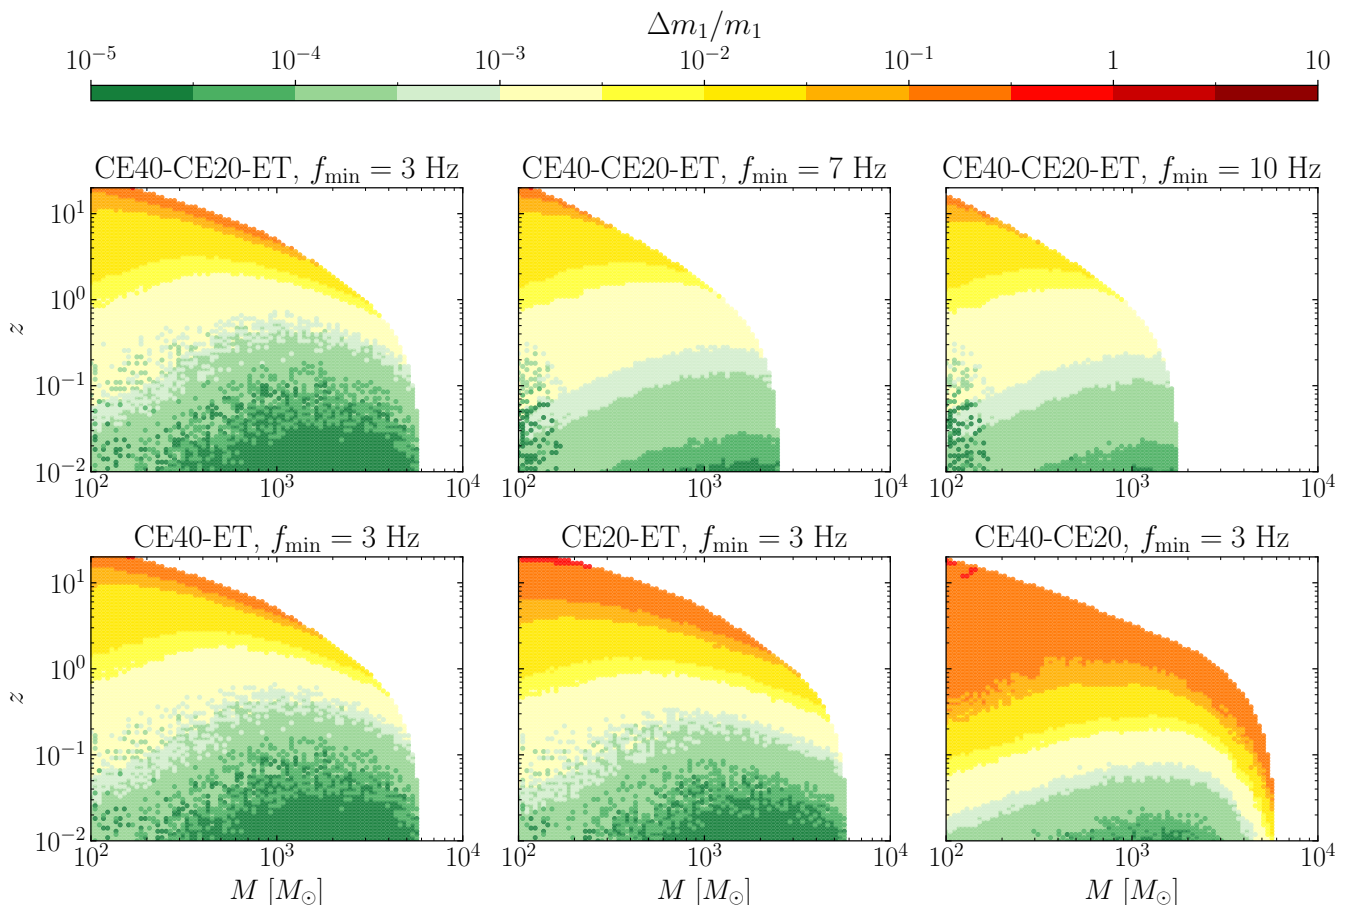 Δm₁/m₁
10⁻⁵ 10⁻⁴ 10⁻³ 10⁻² 10⁻¹ 1 10
CE40-CE20-ET, f_min = 3 Hz
CE40-CE20-ET, f_min = 7 Hz
CE40-CE20-ET, f_min = 10 Hz
z
10¹
10⁰
10⁻¹
10⁻²
10² 10³ 10⁴
10² 10³ 10⁴
10² 10³ 10⁴
CE40-ET, f_min = 3 Hz
CE20-ET, f_min = 3 Hz
CE40-CE20, f_min = 3 Hz
z
10¹
10⁰
10⁻¹
10⁻²
10² 10³ 10⁴
10² 10³ 10⁴
10² 10³ 10⁴
M [M_⊙]
M [M_⊙]
M [M_⊙]